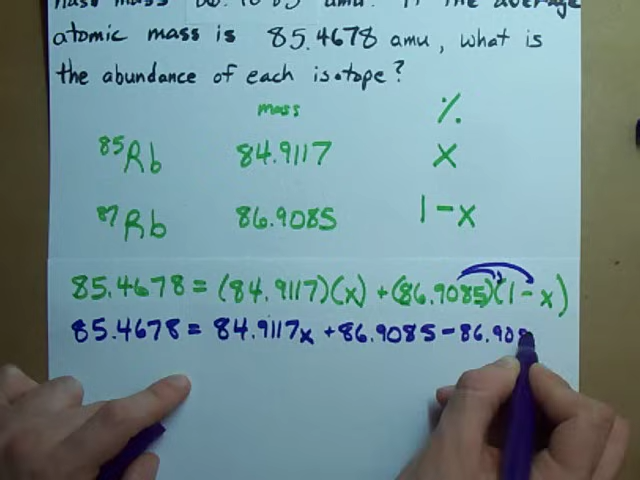 atomic mass is 85.4678 amu, what is
the abundance of each isotope?
mass %
85Rb 84.9117 x
87Rb 86.9085 1-x
85.4678 = (84.9117)(x) + (86.9085)(1-x)
85.4678 = 84.9117x + 86.9085 - 86.908